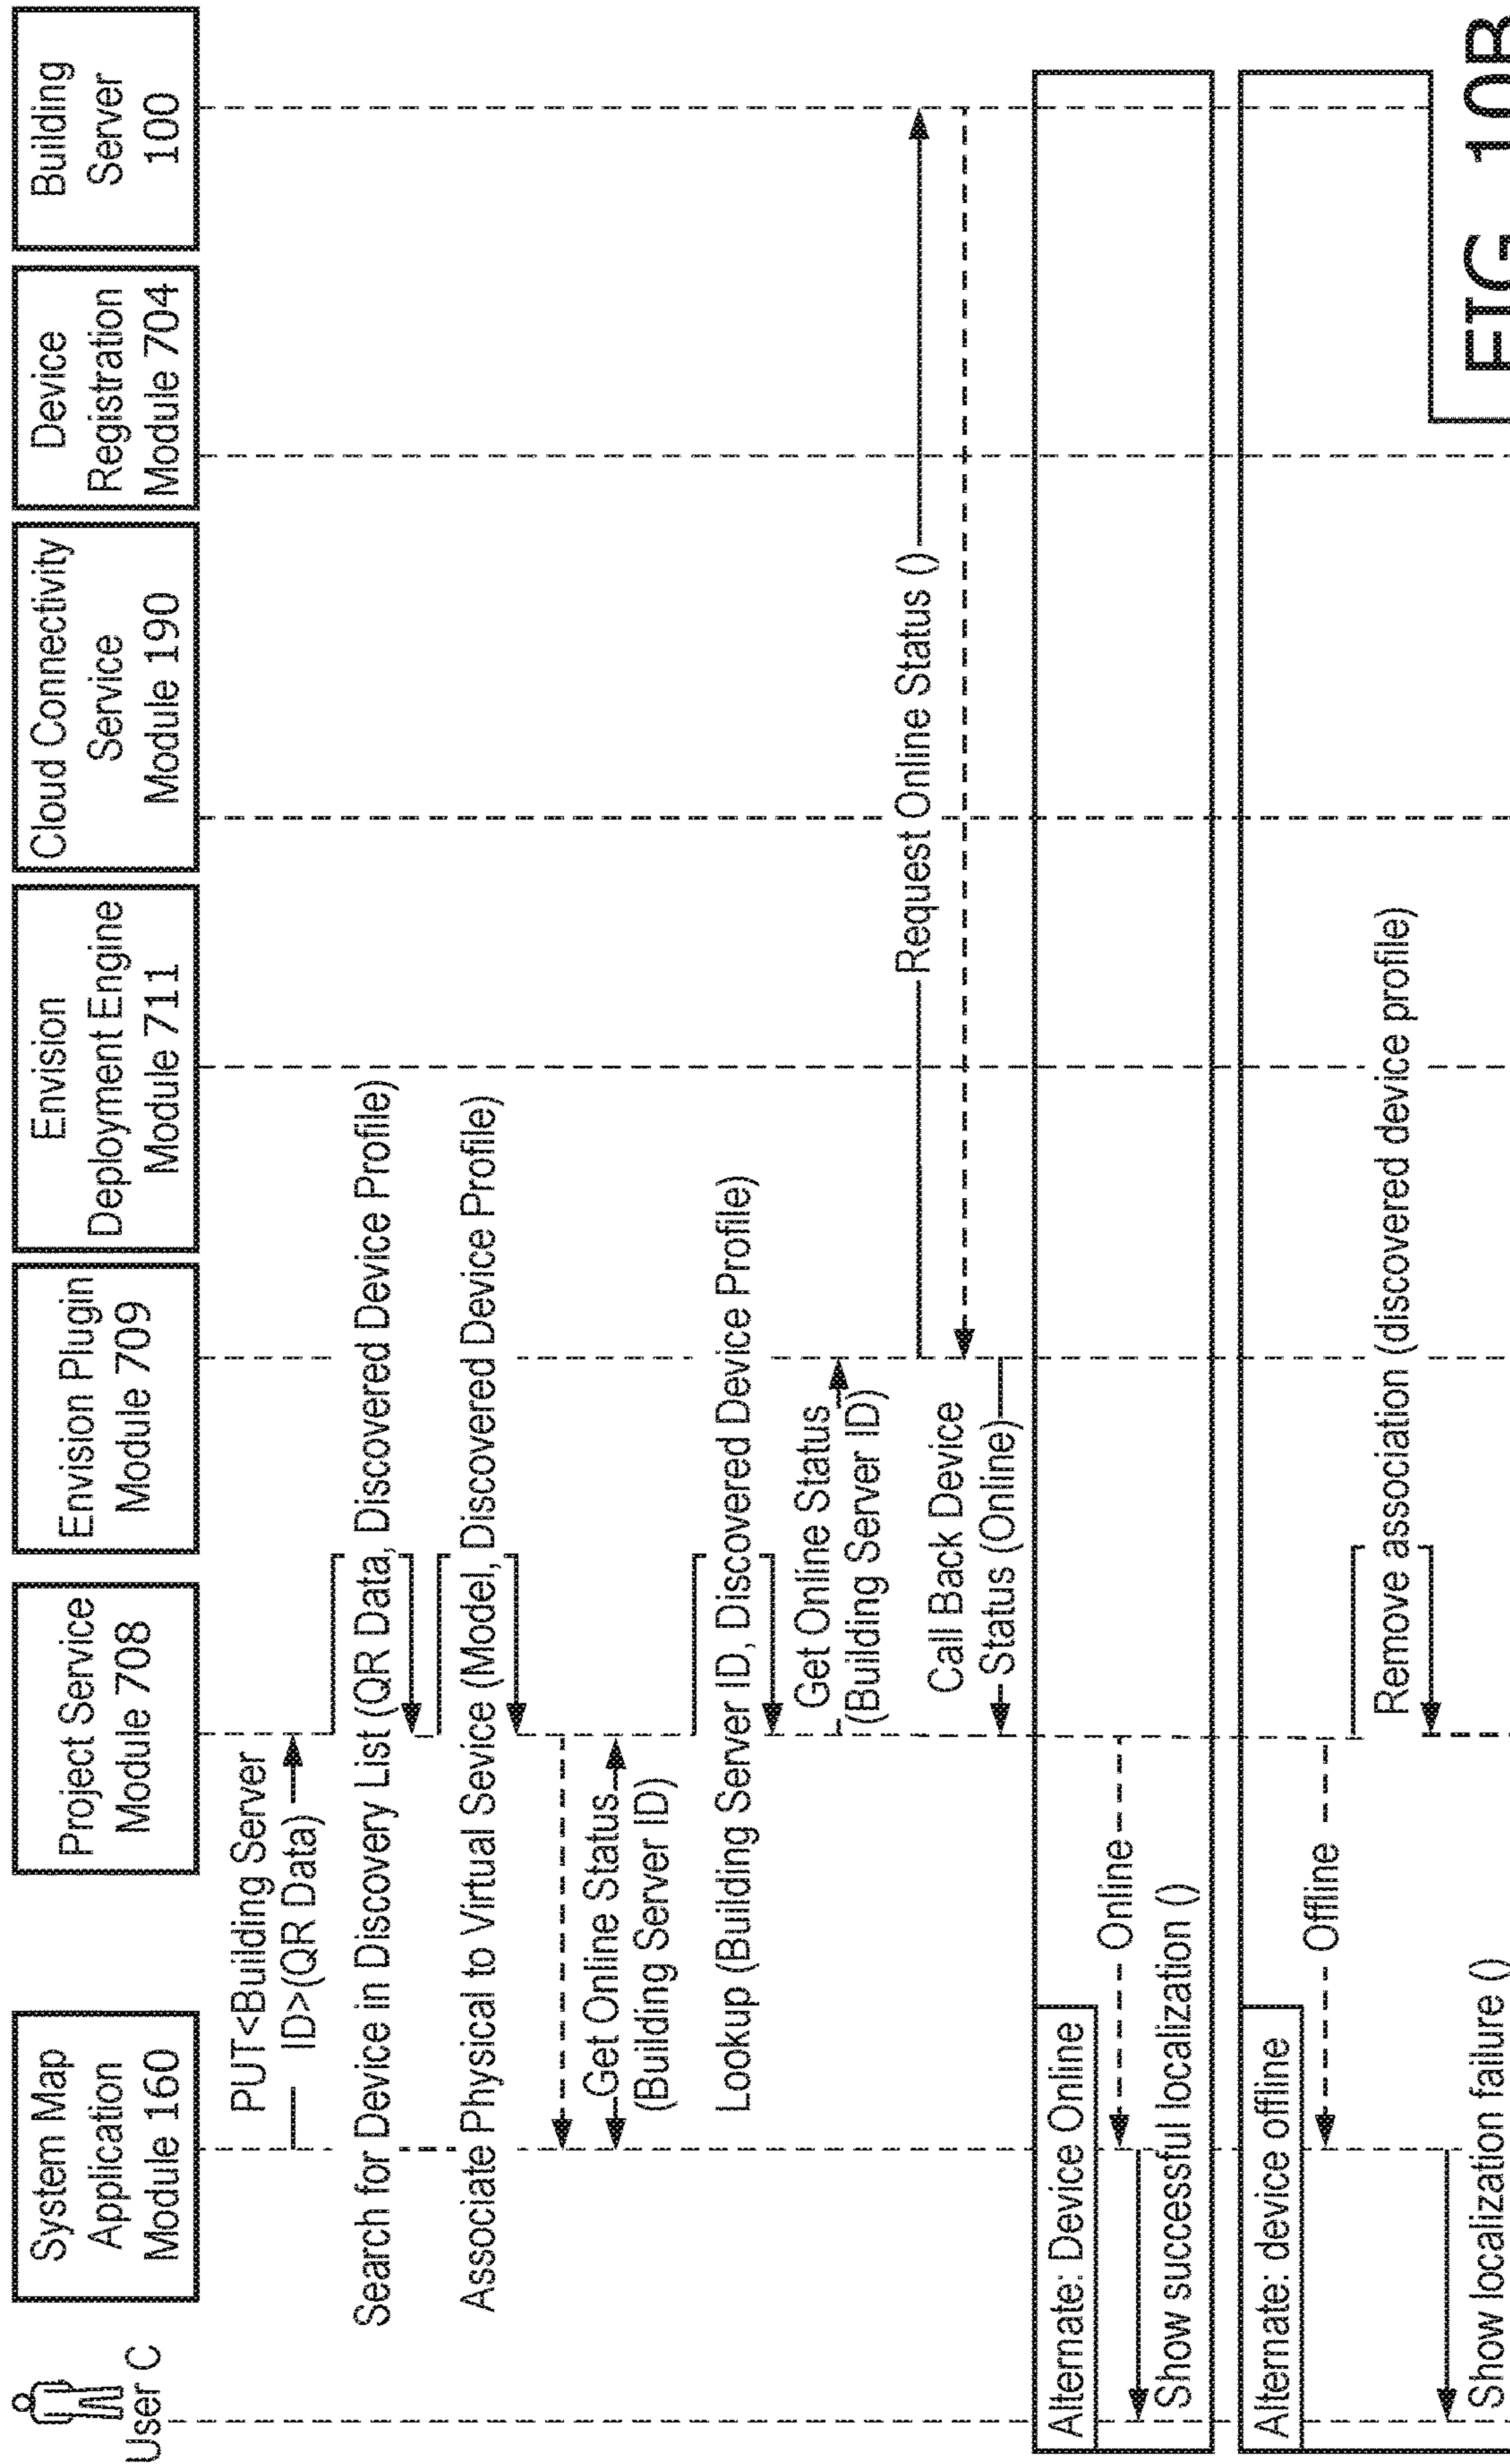 User C
System Map
Application
Module 160
Project Service
Module 708
Envision Plugin
Module 709
Envision
Deployment Engine
Module 711
Cloud Connectivity
Service
Module 190
Device
Registration
Module 704
Building
Server
100
PUT<Building Server
ID>(QR Data)
Search for Device in Discovery List (QR Data, Discovered Device Profile)
Associate Physical to Virtual Sevice (Model, Discovered Device Profile)
Get Online Status
(Building Server ID)
Lookup (Building Server ID, Discovered Device Profile)
Get Online Status
(Building Server ID)
Request Online Status ()
Call Back Device
Status (Online)
Alternate: Device Online
Online
Show successful localization ()
Alternate: device offline
Offline
Remove association (discovered device profile)
Show localization failure ()
FIG. 10B